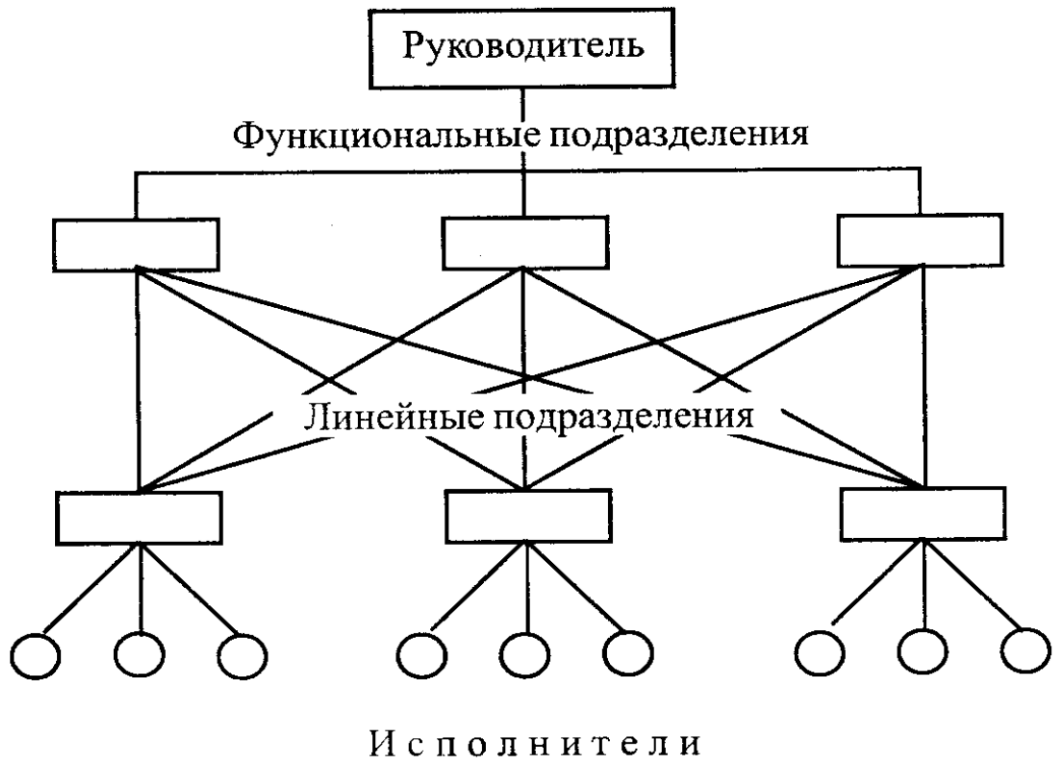 Руководитель
Функциональные подразделения
Линейные подразделения
Исполнители